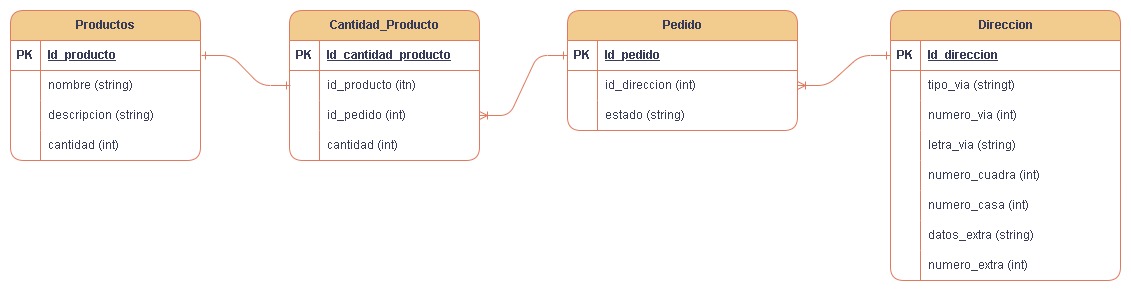 Productos
PK Id_producto
nombre (string)
descripcion (string)
cantidad (int)
Cantidad_Producto
PK Id_cantidad_producto
id_producto (itn)
id_pedido (int)
cantidad (int)
Pedido
PK Id_pedido
id_direccion (int)
estado (string)
Direccion
PK Id_direccion
tipo_via (stringt)
numero_via (int)
letra_via (string)
numero_cuadra (int)
numero_casa (int)
datos_extra (string)
numero_extra (int)